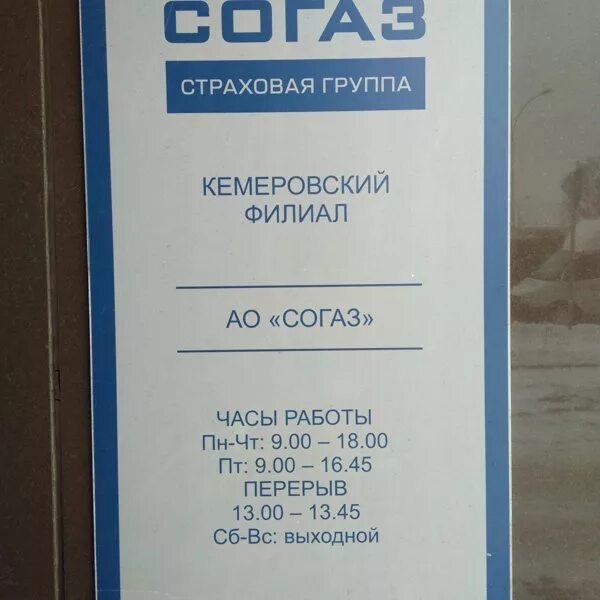 СОГАЗ
СТРАХОВАЯ ГРУППА
КЕМЕРОВСКИЙ
ФИЛИАЛ
АО «СОГАЗ»
ЧАСЫ РАБОТЫ
Пн-Чт: 9.00 – 18.00
Пт: 9.00 – 16.45
ПЕРЕРЫВ
13.00 – 13.45
Сб-Вс: выходной